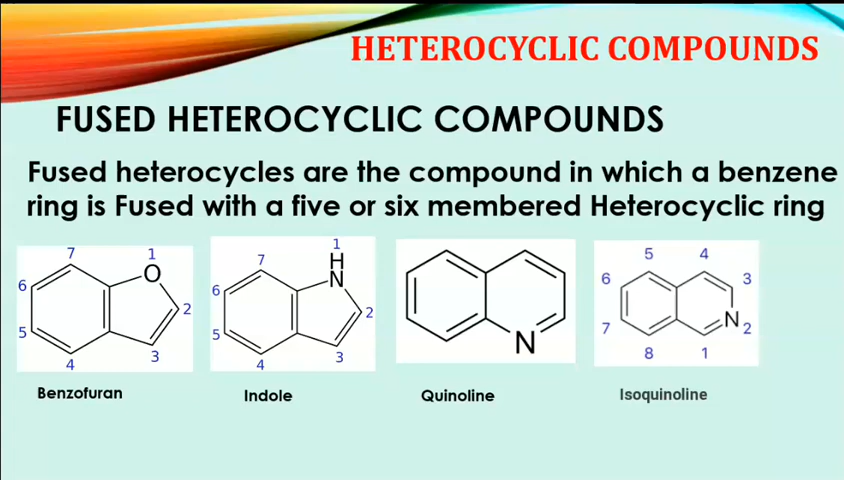 HETEROCYCLIC COMPOUNDS
FUSED HETEROCYCLIC COMPOUNDS
Fused heterocycles are the compound in which a benzene
ring is Fused with a five or six membered Heterocyclic ring
7 1
O
6 2
5
4 3
Benzofuran
1
7 H
N
6 2
5
4 3
Indole
N
Quinoline
5 4
6 3
7 N 2
8 1
Isoquinoline